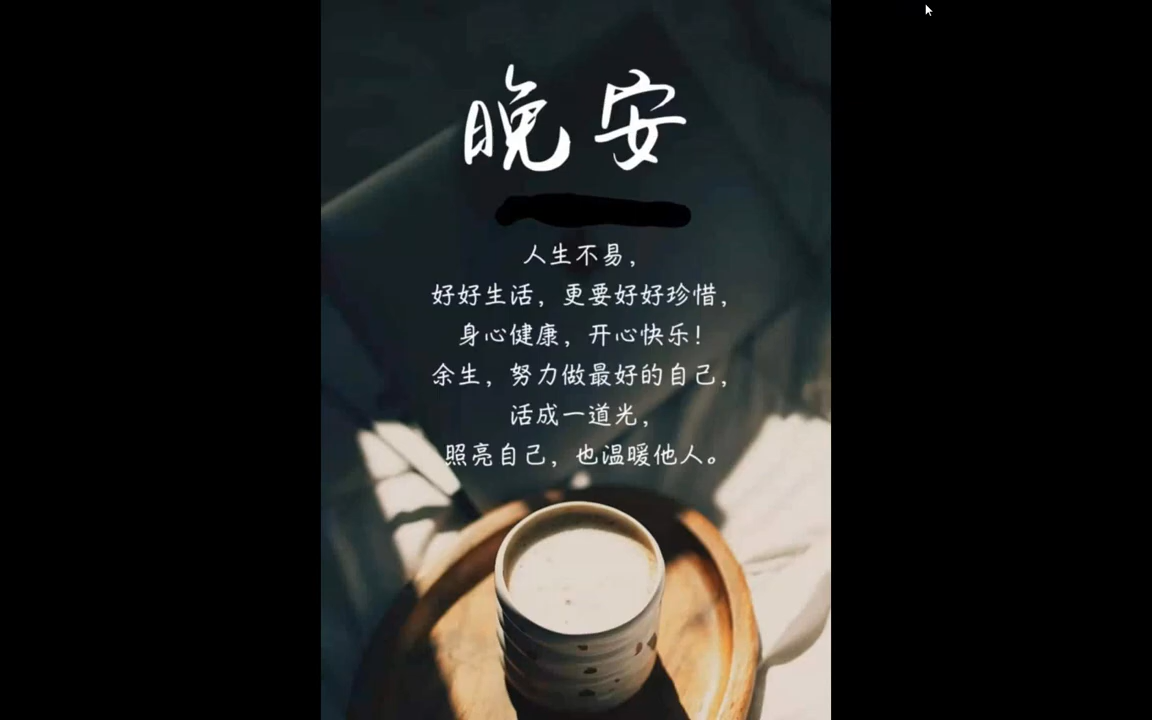 晚安
人生不易，
好好生活，更要好好珍惜，
身心健康，开心快乐！
余生，努力做最好的自己，
活成一道光，
照亮自己，也温暖他人。